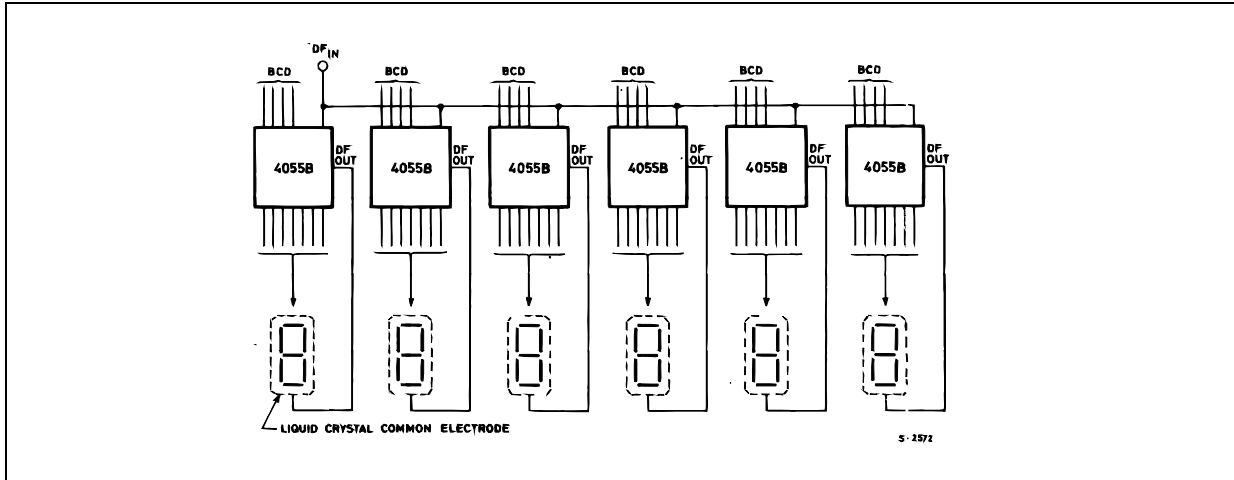 DF IN
BCD BCD BCD BCD BCD BCD
4055B DF OUT 4055B DF OUT 4055B DF OUT 4055B DF OUT 4055B DF OUT 4055B DF OUT
LIQUID CRYSTAL COMMON ELECTRODE
S-2572